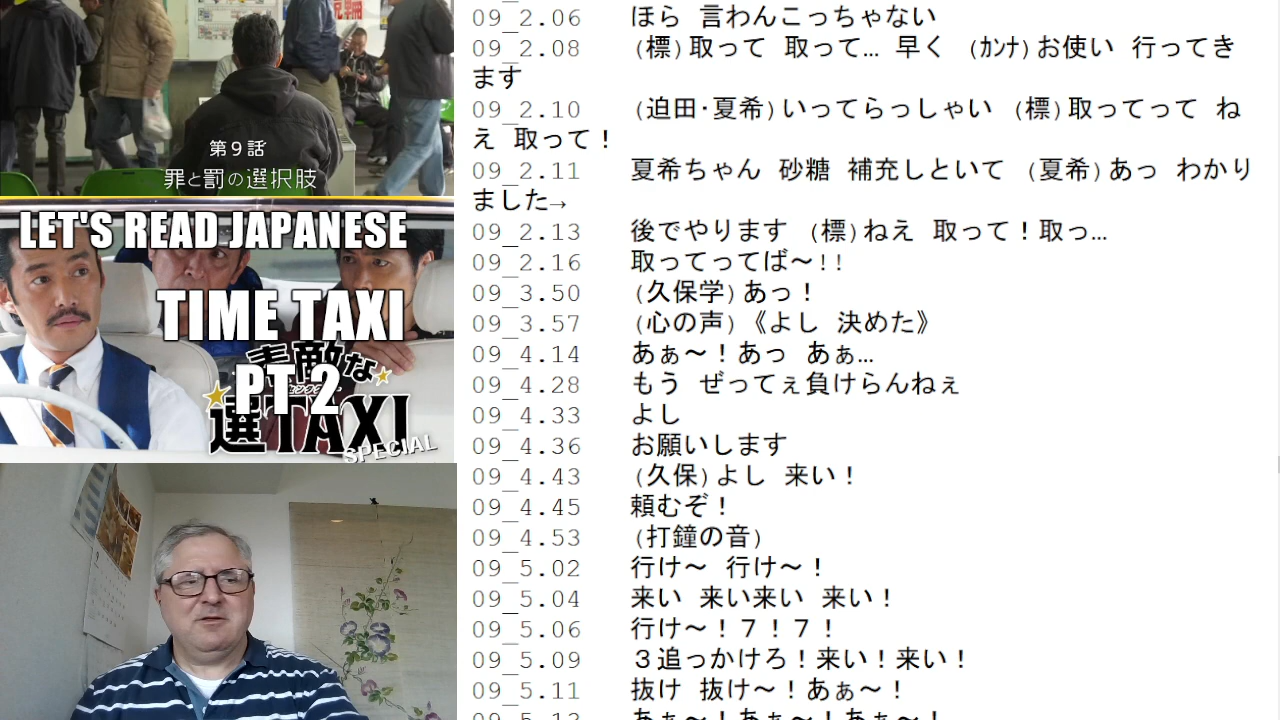 第９話
罪と罰の選択肢
LET'S READ JAPANESE
TIME TAXI
素敵な
PT 2
選TAXI
SPECIAL
09_2.06 ほら 言わんこっちゃない
09_2.08 (標)取って 取って… 早く (ｶﾝﾅ)お使い 行ってき
ます
09_2.10 (迫田･夏希)いってらっしゃい (標)取ってって ね
え 取って！
09_2.11 夏希ちゃん 砂糖 補充しといて (夏希)あっ わかり
ました→
09_2.13 後でやります (標)ねえ 取って！取っ…
09_2.16 取ってってば～!!
09_3.50 (久保学)あっ！
09_3.57 (心の声)《よし 決めた》
09_4.14 あぁ～！あっ あぁ…
09_4.28 もう ぜってぇ負けらんねぇ
09_4.33 よし
09_4.36 お願いします
09_4.43 (久保)よし 来い！
09_4.45 頼むぞ！
09_4.53 (打鐘の音)
09_5.02 行け～ 行け～！
09_5.04 来い 来い来い 来い！
09_5.06 行け～！７！７！
09_5.09 ３追っかけろ！来い！来い！
09_5.11 抜け 抜け～！あぁ～！
09_5.12 あぁ～！あぁ～！あぁ～！